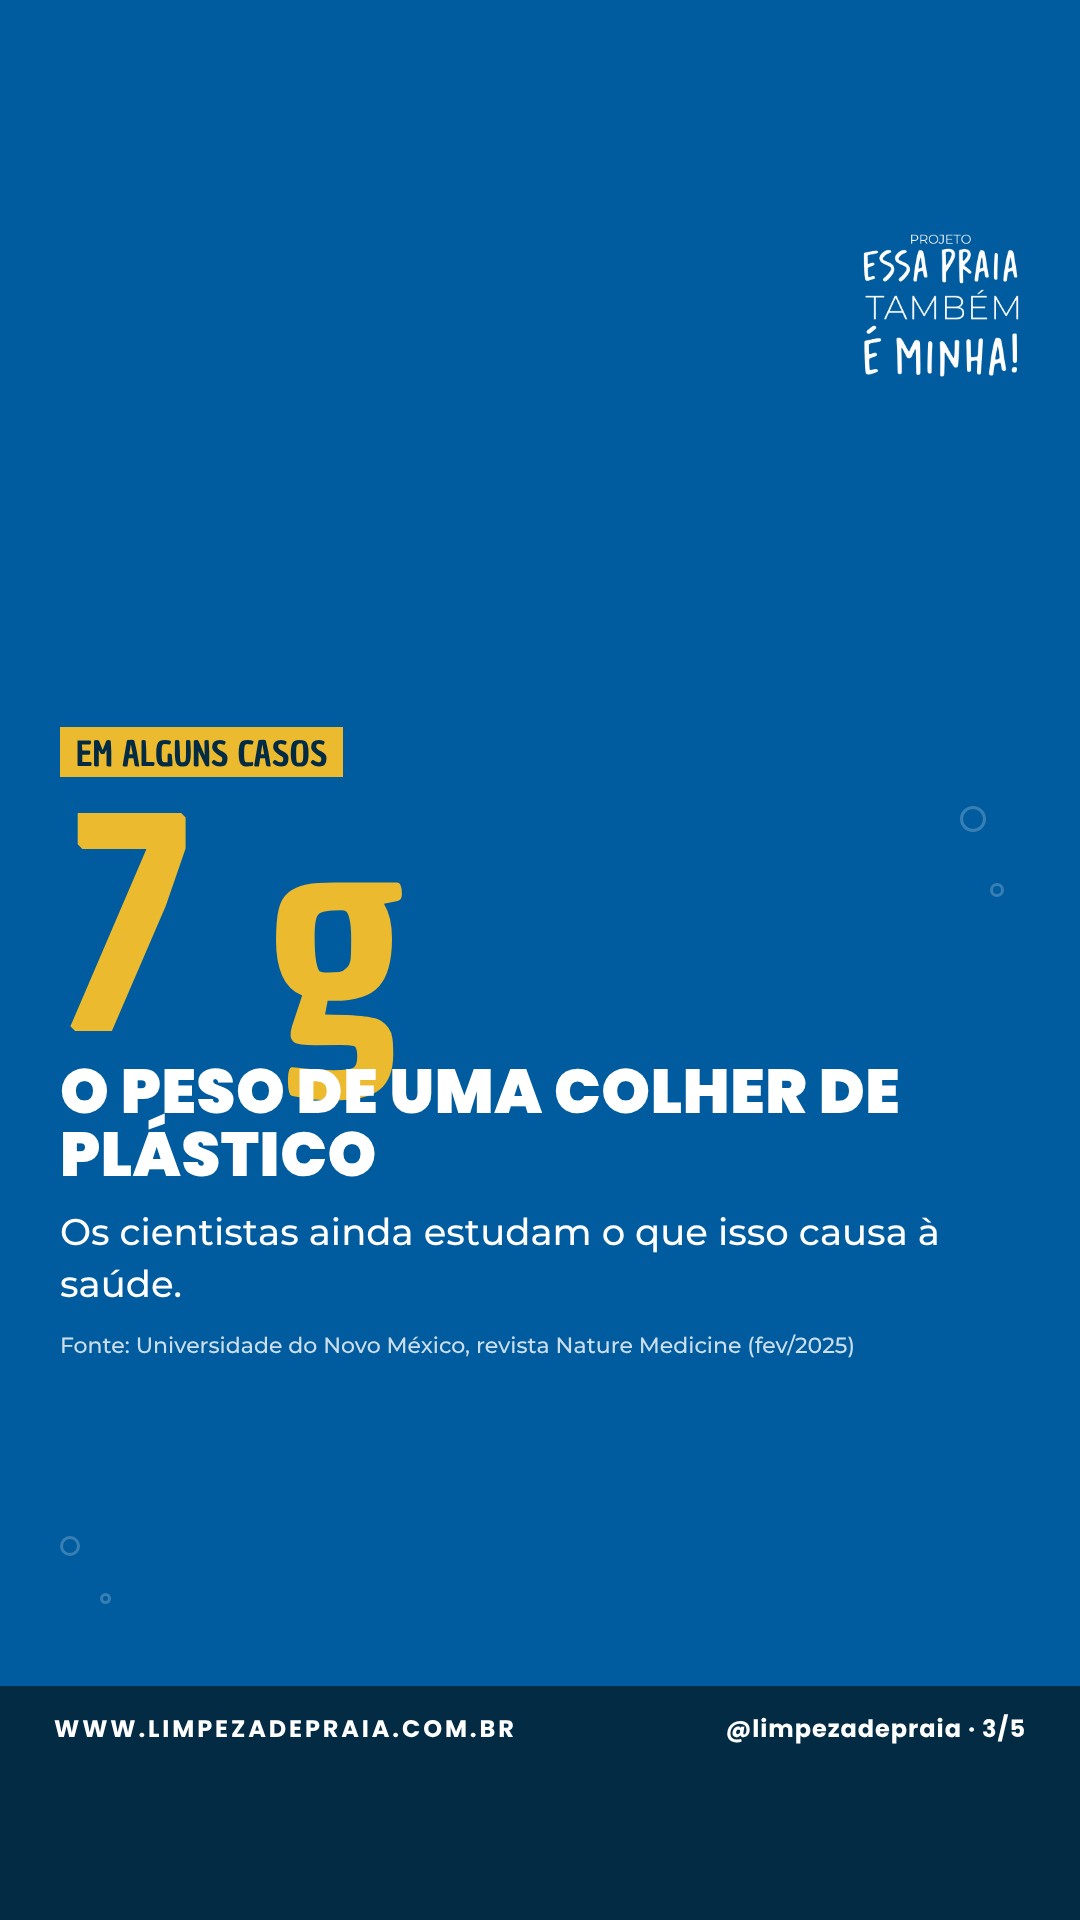 PROJETO
ESSA PRAIA
TAMBÉM
É MINHA!
EM ALGUNS CASOS
7 g
O PESO DE UMA COLHER DE
PLÁSTICO
Os cientistas ainda estudam o que isso causa à
saúde.
Fonte: Universidade do Novo México, revista Nature Medicine (fev/2025)
WWW.LIMPEZADEPRAIA.COM.BR
@limpezadepraia · 3/5